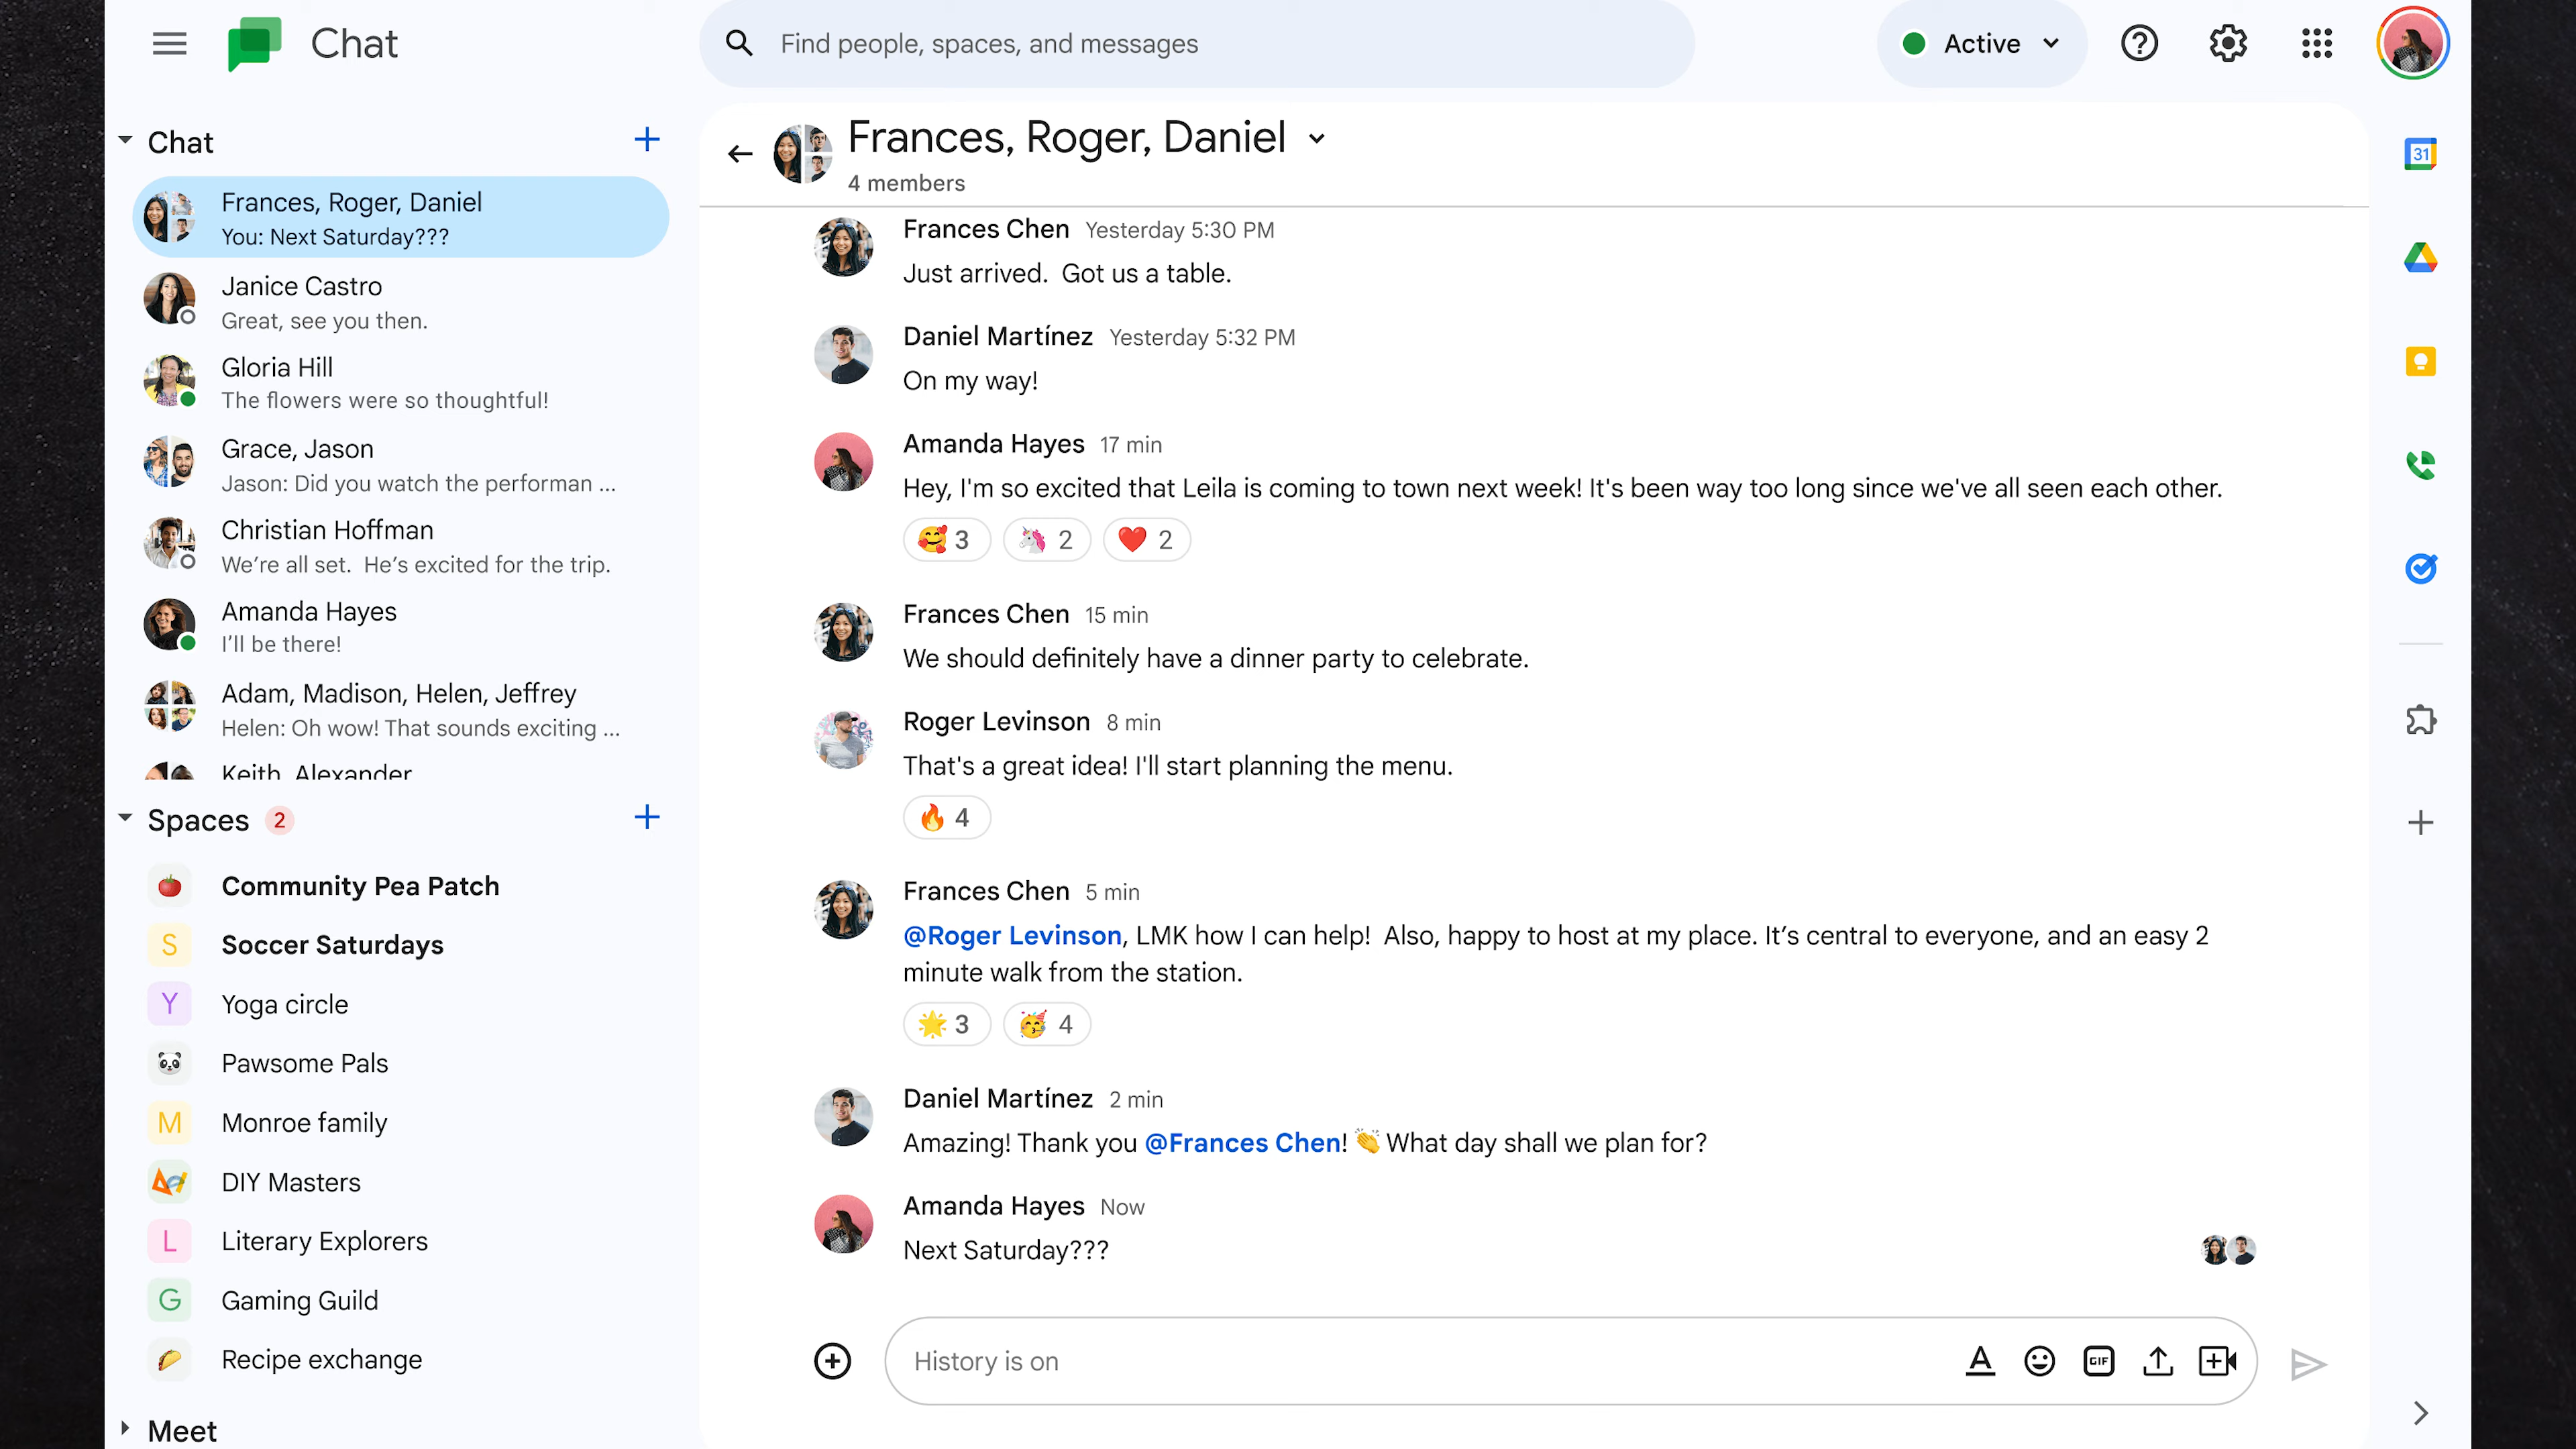 Chat
Find people, spaces, and messages
Active
Chat
Frances, Roger, Daniel
You: Next Saturday???
Janice Castro
Great, see you then.
Gloria Hill
The flowers were so thoughtful!
Grace, Jason
Jason: Did you watch the performan ...
Christian Hoffman
We’re all set.  He’s excited for the trip.
Amanda Hayes
I’ll be there!
Adam, Madison, Helen, Jeffrey
Helen: Oh wow! That sounds exciting ...
Keith, Alexander
Spaces 2
Community Pea Patch
S Soccer Saturdays
Y Yoga circle
Pawsome Pals
M Monroe family
DIY Masters
L Literary Explorers
G Gaming Guild
Recipe exchange
Meet
Frances, Roger, Daniel
4 members
Frances Chen Yesterday 5:30 PM
Just arrived.  Got us a table.
Daniel Martínez Yesterday 5:32 PM
On my way!
Amanda Hayes 17 min
Hey, I'm so excited that Leila is coming to town next week! It's been way too long since we've all seen each other.
🥰 3 🦄 2 ❤️ 2
Frances Chen 15 min
We should definitely have a dinner party to celebrate.
Roger Levinson 8 min
That's a great idea! I'll start planning the menu.
🔥 4
Frances Chen 5 min
@Roger Levinson, LMK how I can help!  Also, happy to host at my place. It’s central to everyone, and an easy 2
minute walk from the station.
🌟 3 🥳 4
Daniel Martínez 2 min
Amazing! Thank you @Frances Chen! 👏 What day shall we plan for?
Amanda Hayes Now
Next Saturday???
History is on
A
GIF
31